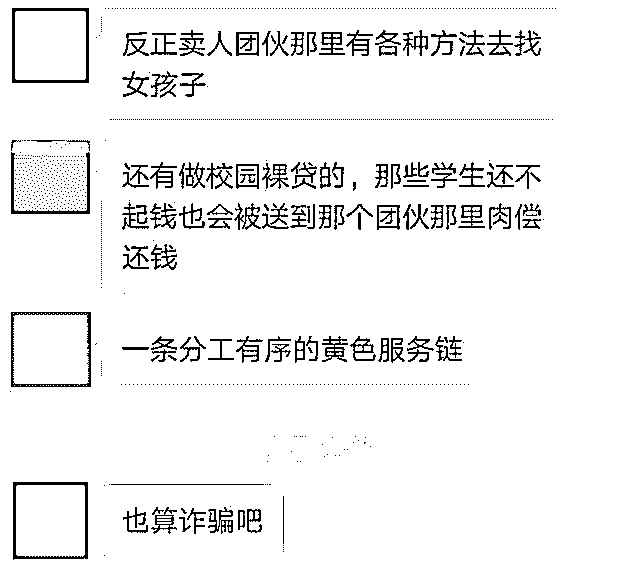 反正卖人团伙那里有各种方法去找
女孩子
还有做校园裸贷的，那些学生还不
起钱也会被送到那个团伙那里肉偿
还钱
一条分工有序的黄色服务链
也算诈骗吧